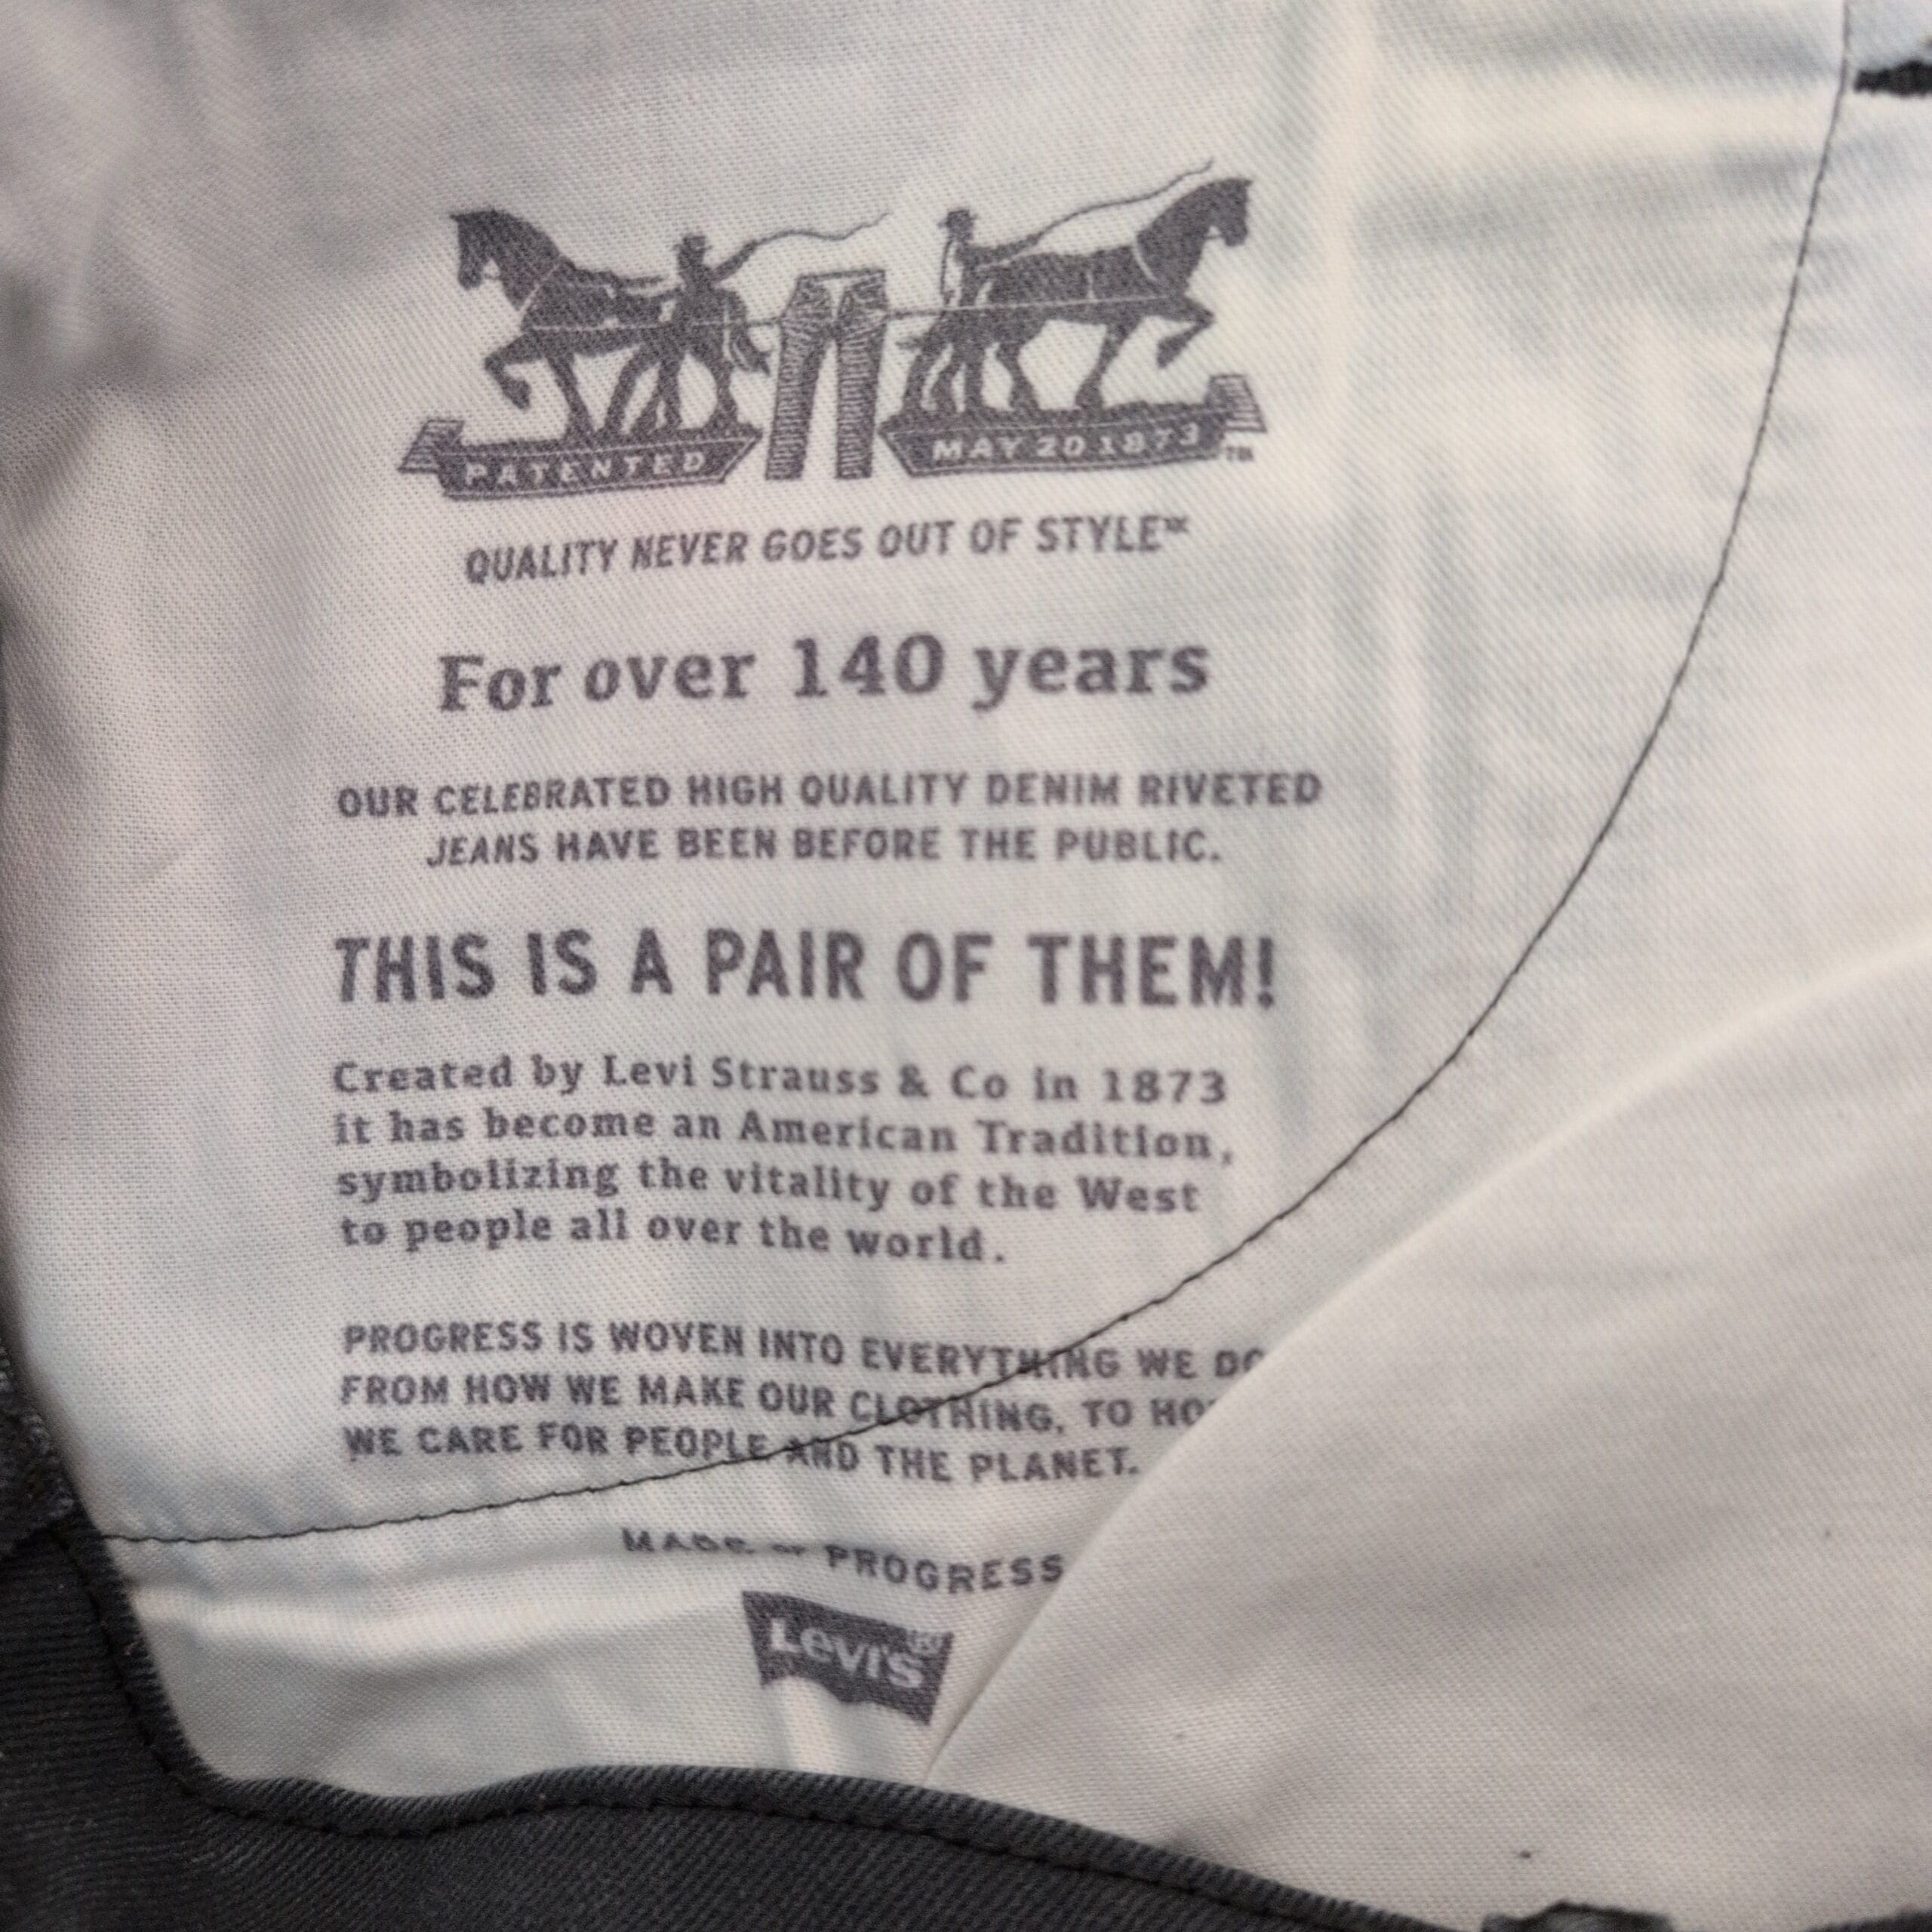 PATENTED MAY 20 1873 ™
QUALITY NEVER GOES OUT OF STYLE™
For over 140 years
OUR CELEBRATED HIGH QUALITY DENIM RIVETED
JEANS HAVE BEEN BEFORE THE PUBLIC.
THIS IS A PAIR OF THEM!
Created by Levi Strauss & Co in 1873
it has become an American Tradition,
symbolizing the vitality of the West
to people all over the world.
PROGRESS IS WOVEN INTO EVERYTHING WE DO
FROM HOW WE MAKE OUR CLOTHING, TO HO
WE CARE FOR PEOPLE AND THE PLANET.
MADE PROGRESS
Levi's